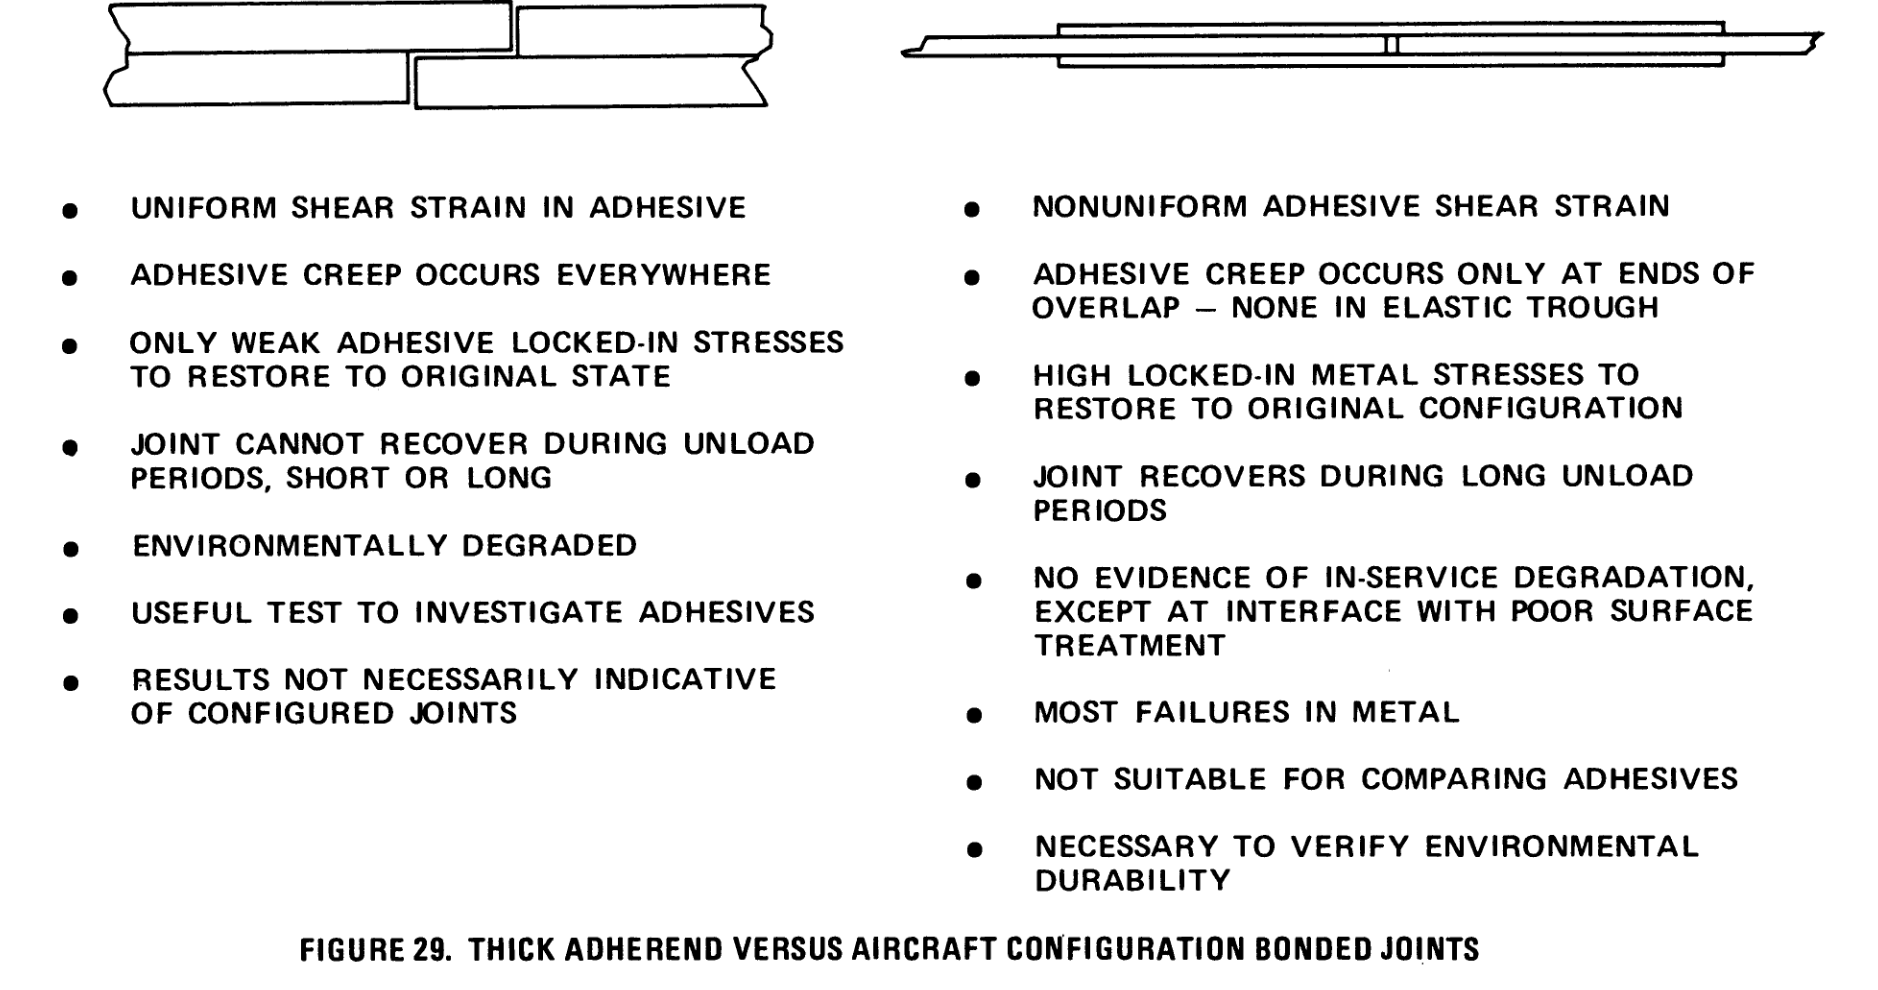 • UNIFORM SHEAR STRAIN IN ADHESIVE
• ADHESIVE CREEP OCCURS EVERYWHERE
• ONLY WEAK ADHESIVE LOCKED-IN STRESSES
TO RESTORE TO ORIGINAL STATE
• JOINT CANNOT RECOVER DURING UNLOAD
PERIODS, SHORT OR LONG
• ENVIRONMENTALLY DEGRADED
• USEFUL TEST TO INVESTIGATE ADHESIVES
• RESULTS NOT NECESSARILY INDICATIVE
OF CONFIGURED JOINTS
• NONUNIFORM ADHESIVE SHEAR STRAIN
• ADHESIVE CREEP OCCURS ONLY AT ENDS OF
OVERLAP – NONE IN ELASTIC TROUGH
• HIGH LOCKED-IN METAL STRESSES TO
RESTORE TO ORIGINAL CONFIGURATION
• JOINT RECOVERS DURING LONG UNLOAD
PERIODS
• NO EVIDENCE OF IN-SERVICE DEGRADATION,
EXCEPT AT INTERFACE WITH POOR SURFACE
TREATMENT
• MOST FAILURES IN METAL
• NOT SUITABLE FOR COMPARING ADHESIVES
• NECESSARY TO VERIFY ENVIRONMENTAL
DURABILITY
FIGURE 29. THICK ADHEREND VERSUS AIRCRAFT CONFIGURATION BONDED JOINTS